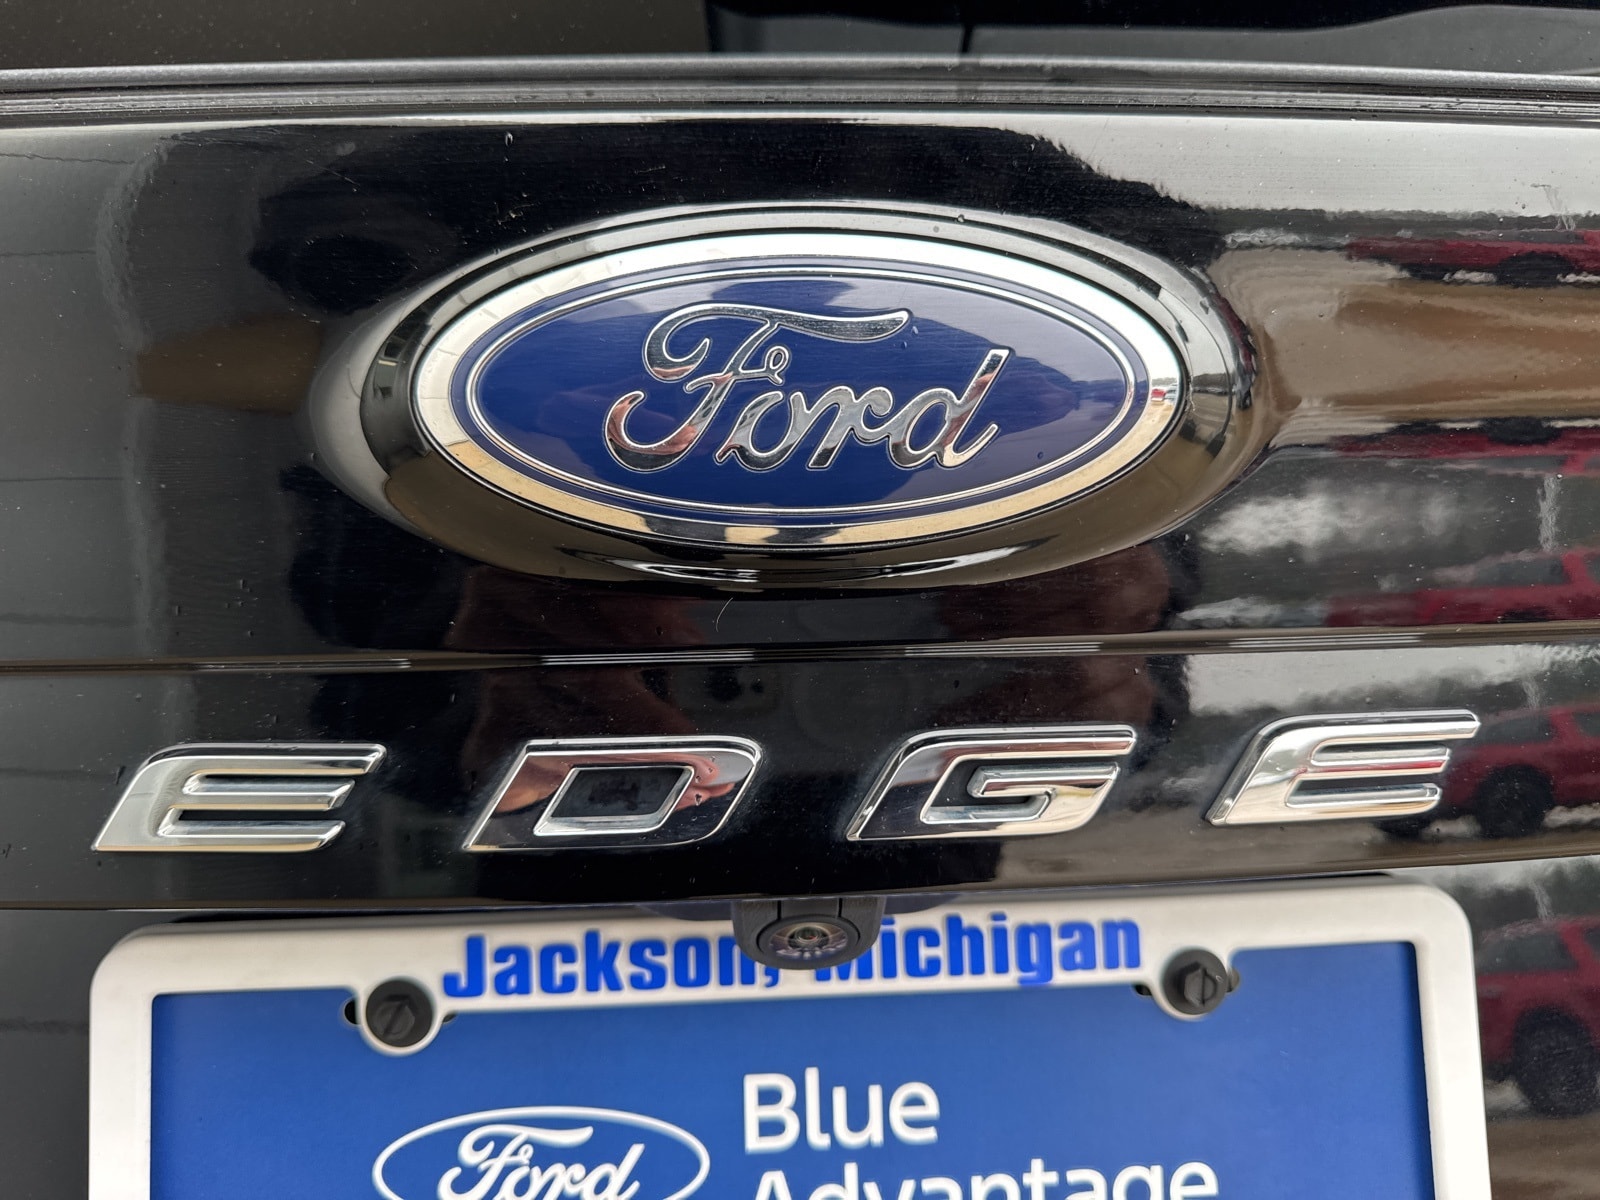 Ford
EDGE
Jackson, Michigan
Blue
Ford
Advantage